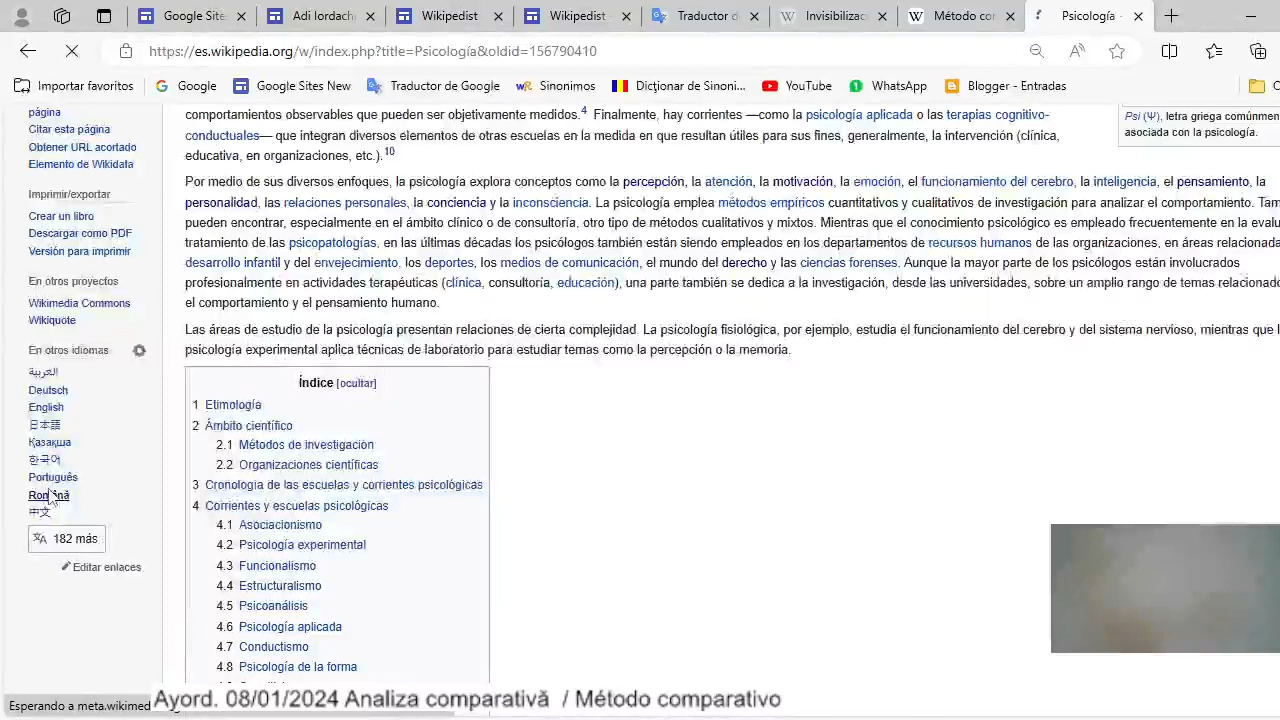 Google Site
Adi Iordach
Wikipedist
Wikipedist
Traductor d
Invisibilizac
Método co
Psicología
https://es.wikipedia.org/w/index.php?title=Psicología&oldid=156790410
Importar favoritos
Google
Google Sites New
Traductor de Google
Sinonimos
Dicționar de Sinoni...
YouTube
WhatsApp
Blogger - Entradas
página
Citar esta página
Obtener URL acortado
Elemento de Wikidata
Imprimir/exportar
Crear un libro
Descargar como PDF
Versión para imprimir
En otros proyectos
Wikimedia Commons
Wikiquote
En otros idiomas
العربية
Deutsch
English
日本語
Қазақша
한국어
Português
Română
中文
182 más
Editar enlaces
comportamientos observables que pueden ser objetivamente medidos.4 Finalmente, hay corrientes —como la psicología aplicada o las terapias cognitivo-
conductuales— que integran diversos elementos de otras escuelas en la medida en que resultan útiles para sus fines, generalmente, la intervención (clínica,
educativa, en organizaciones, etc.).10
Psi (Ψ), letra griega comúnmen
asociada con la psicología.
Por medio de sus diversos enfoques, la psicología explora conceptos como la percepción, la atención, la motivación, la emoción, el funcionamiento del cerebro, la inteligencia, el pensamiento, la
personalidad, las relaciones personales, la conciencia y la inconsciencia. La psicología emplea métodos empíricos cuantitativos y cualitativos de investigación para analizar el comportamiento. Tam
pueden encontrar, especialmente en el ámbito clínico o de consultoría, otro tipo de métodos cualitativos y mixtos. Mientras que el conocimiento psicológico es empleado frecuentemente en la evalu
tratamiento de las psicopatologías, en las últimas décadas los psicólogos también están siendo empleados en los departamentos de recursos humanos de las organizaciones, en áreas relacionada
desarrollo infantil y del envejecimiento, los deportes, los medios de comunicación, el mundo del derecho y las ciencias forenses. Aunque la mayor parte de los psicólogos están involucrados
profesionalmente en actividades terapéuticas (clínica, consultoría, educación), una parte también se dedica a la investigación, desde las universidades, sobre un amplio rango de temas relacionado
el comportamiento y el pensamiento humano.
Las áreas de estudio de la psicología presentan relaciones de cierta complejidad. La psicología fisiológica, por ejemplo, estudia el funcionamiento del cerebro y del sistema nervioso, mientras que l
psicología experimental aplica técnicas de laboratorio para estudiar temas como la percepción o la memoria.
Índice [ocultar]
1 Etimología
2 Ámbito científico
2.1 Métodos de investigación
2.2 Organizaciones científicas
3 Cronología de las escuelas y corrientes psicológicas
4 Corrientes y escuelas psicológicas
4.1 Asociacionismo
4.2 Psicología experimental
4.3 Funcionalismo
4.4 Estructuralismo
4.5 Psicoanálisis
4.6 Psicología aplicada
4.7 Conductismo
4.8 Psicología de la forma
Esperando a meta.wikimed
Ayord. 08/01/2024 Analiza comparativă / Método comparativo